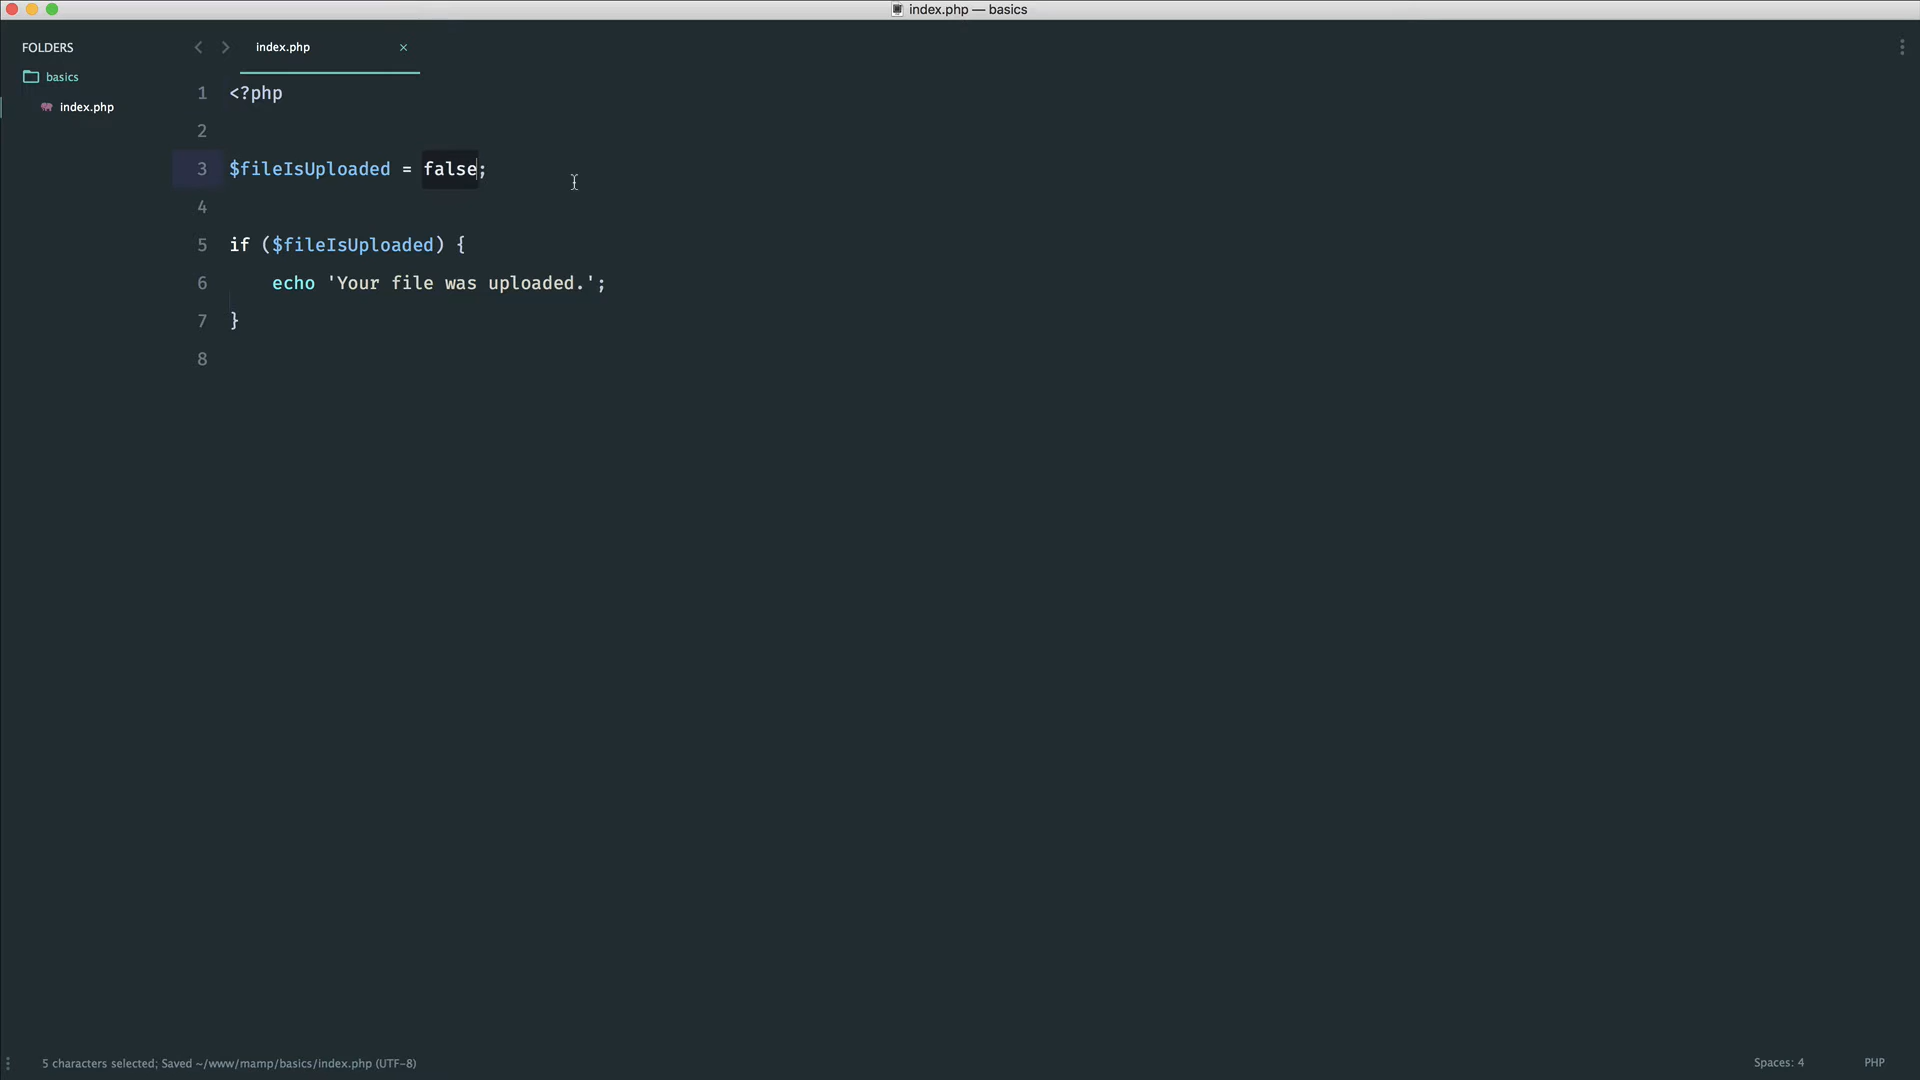 index.php — basics
FOLDERS
basics
index.php
index.php ×
1 <?php
2
3 $fileIsUploaded = false;
4
5 if ($fileIsUploaded) {
6     echo 'Your file was uploaded.';
7 }
8
5 characters selected; Saved ~/www/mamp/basics/index.php (UTF-8)
Spaces: 4
PHP